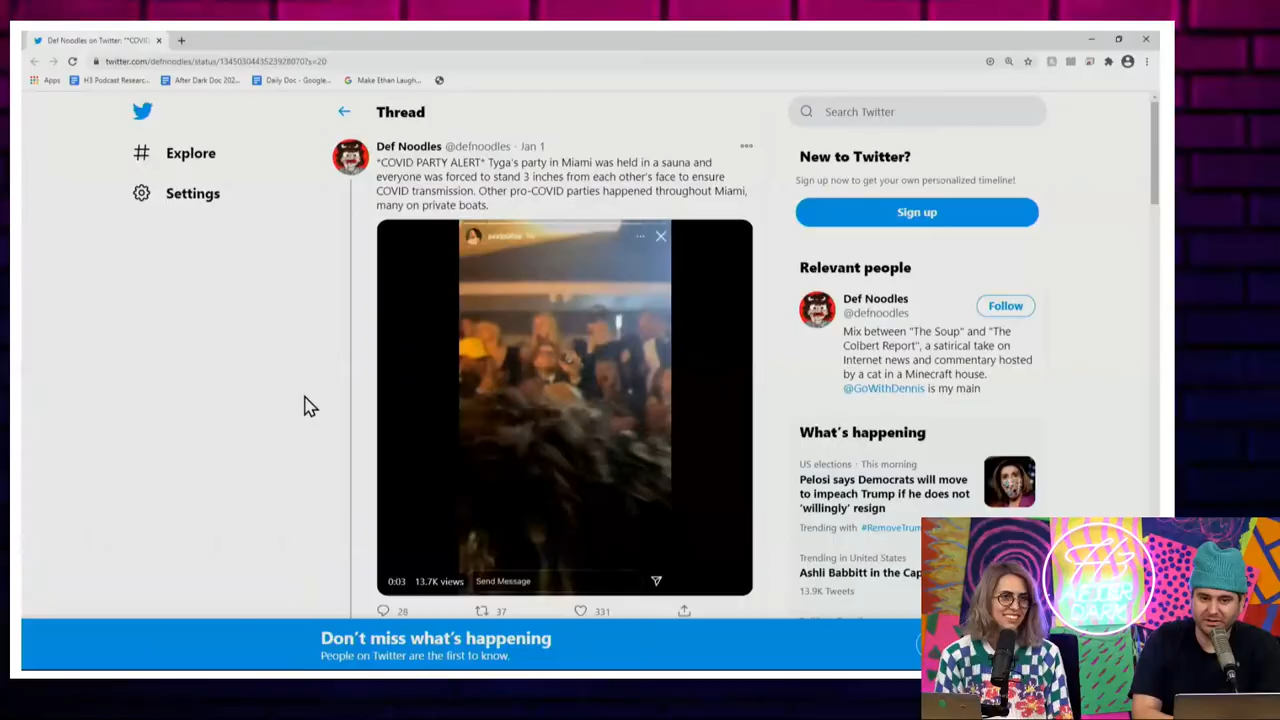 Def Noodles on Twitter: "*COVI
twitter.com/defnoodles/status/1345030443523928070?s=20
Apps
H3 Podcast Researc...
After Dark Doc 202...
Daily Doc - Google...
Make Ethan Laugh...
Explore
Settings
Thread
Def Noodles @defnoodles · Jan 1
*COVID PARTY ALERT* Tyga's party in Miami was held in a sauna and
everyone was forced to stand 3 inches from each other's face to ensure
COVID transmission. Other pro-COVID parties happened throughout Miami,
many on private boats.
0:03 13.7K views
Send Message
28 37 331
Search Twitter
New to Twitter?
Sign up now to get your own personalized timeline!
Sign up
Relevant people
Def Noodles
@defnoodles
Follow
Mix between "The Soup" and "The
Colbert Report", a satirical take on
Internet news and commentary hosted
by a cat in a Minecraft house.
@GoWithDennis is my main
What's happening
US elections · This morning
Pelosi says Democrats will move
to impeach Trump if he does not
'willingly' resign
Trending with #RemoveTrum
Trending in United States
Ashli Babbitt in the Cap
13.9K Tweets
Don't miss what's happening
People on Twitter are the first to know.
H3
AFTER
DARK